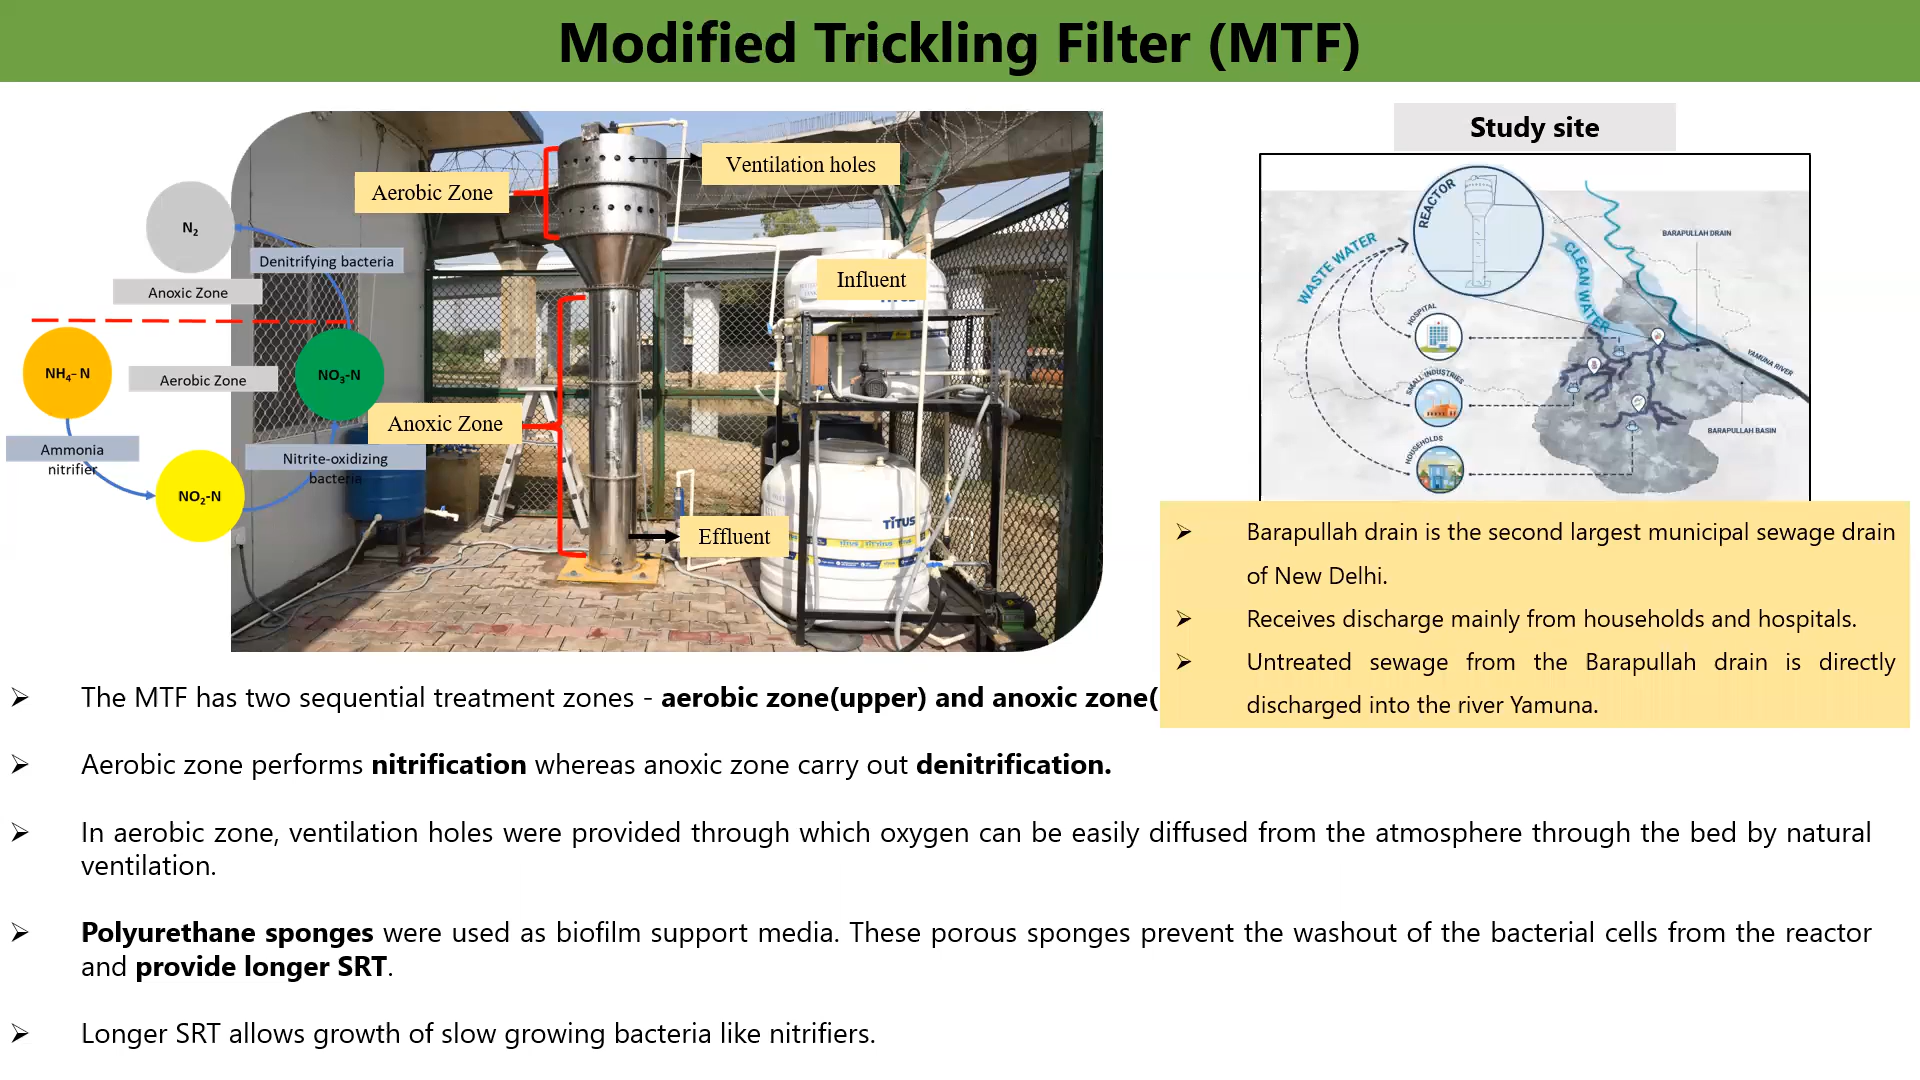 Modified Trickling Filter (MTF)
Study site
Ventilation holes
Aerobic Zone
N2
Denitrifying bacteria
Anoxic Zone
Influent
NH4- N
Aerobic Zone
NO3-N
Anoxic Zone
Ammonia
nitrifier
Nitrite-oxidizing
bacteria
NO2-N
Effluent
TiTUS
REACTOR
WASTE WATER
CLEAN WATER
BARAPULLAH DRAIN
HOSPITAL
SMALL INDUSTRIES
HOUSEHOLDS
YAMUNA RIVER
BARAPULLAH BASIN
➢ Barapullah drain is the second largest municipal sewage drain
of New Delhi.
➢ Receives discharge mainly from households and hospitals.
➢ Untreated sewage from the Barapullah drain is directly
discharged into the river Yamuna.
➢ The MTF has two sequential treatment zones - aerobic zone(upper) and anoxic zone(
➢ Aerobic zone performs nitrification whereas anoxic zone carry out denitrification.
➢ In aerobic zone, ventilation holes were provided through which oxygen can be easily diffused from the atmosphere through the bed by natural
ventilation.
➢ Polyurethane sponges were used as biofilm support media. These porous sponges prevent the washout of the bacterial cells from the reactor
and provide longer SRT.
➢ Longer SRT allows growth of slow growing bacteria like nitrifiers.